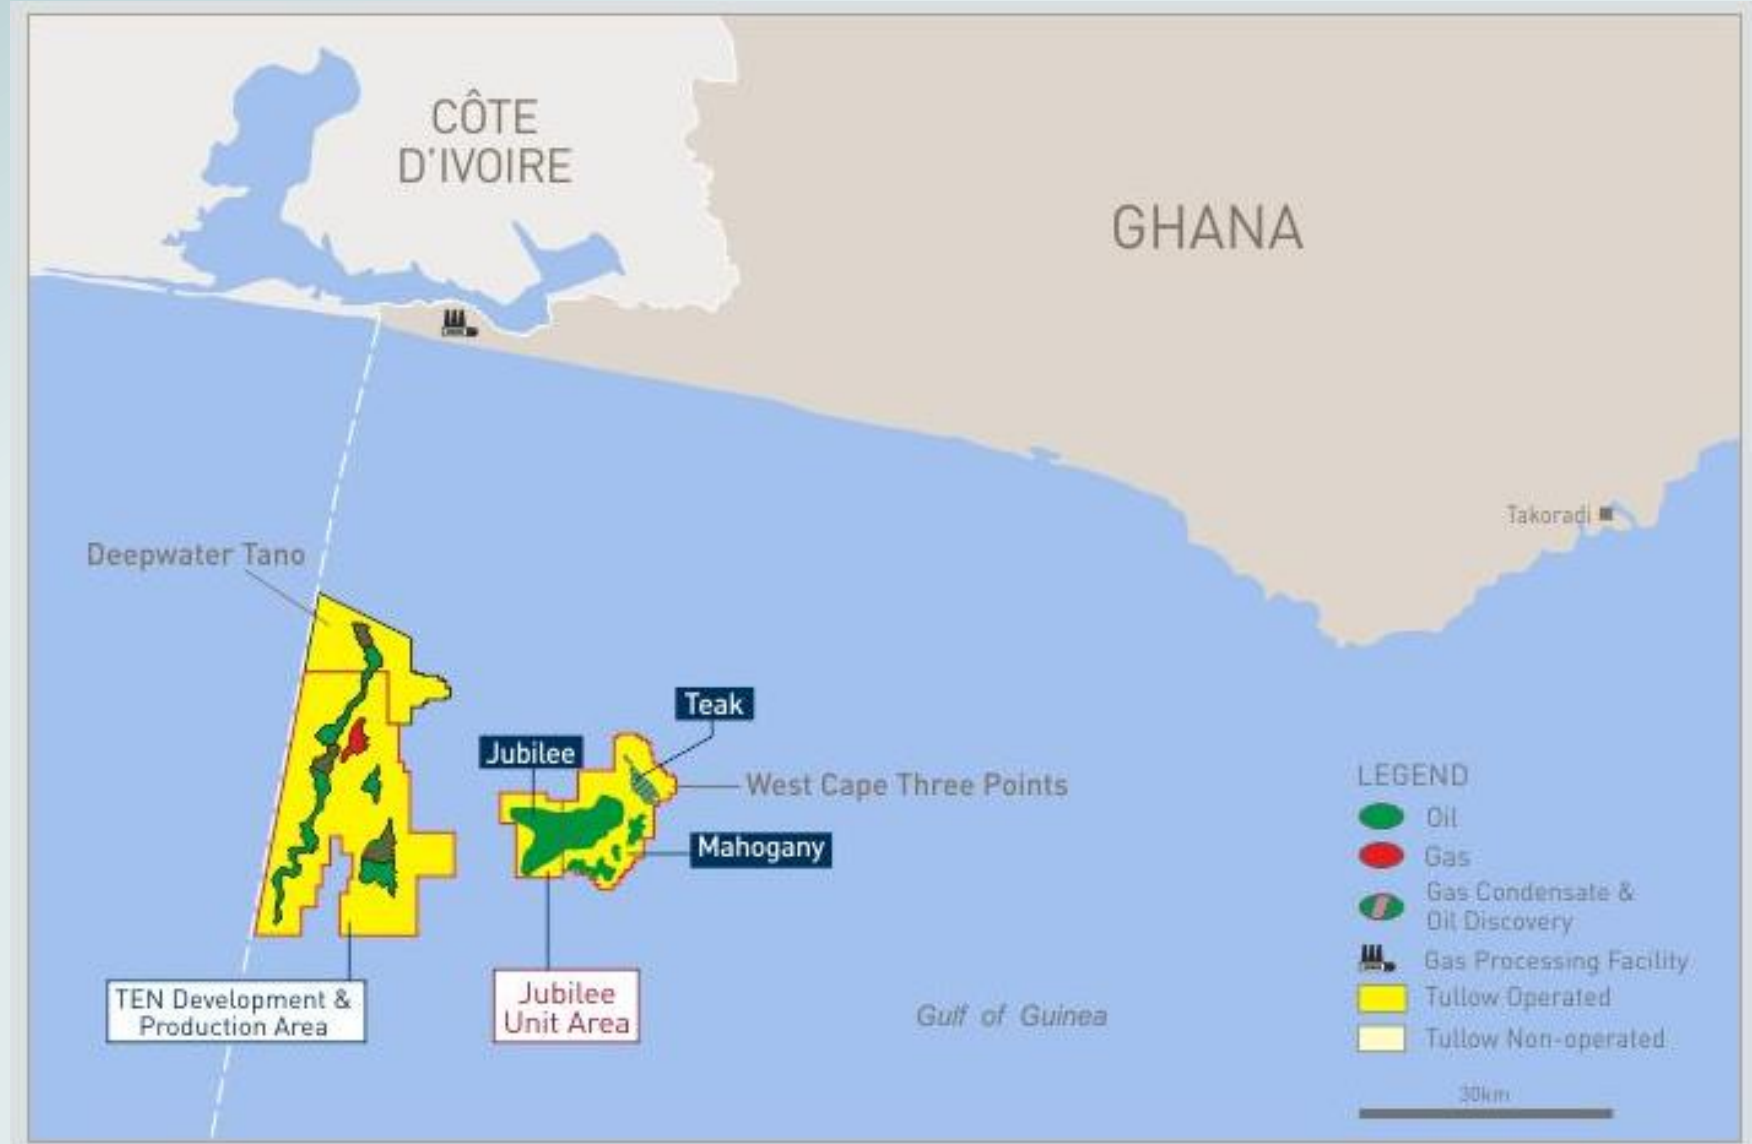 CÔTE
D'IVOIRE
GHANA
Takoradi
Deepwater Tano
Teak
Jubilee
West Cape Three Points
Mahogany
TEN Development &
Production Area
Jubilee
Unit Area
Gulf of Guinea
LEGEND
Oil
Gas
Gas Condensate &
Oil Discovery
Gas Processing Facility
Tullow Operated
Tullow Non-operated
30km